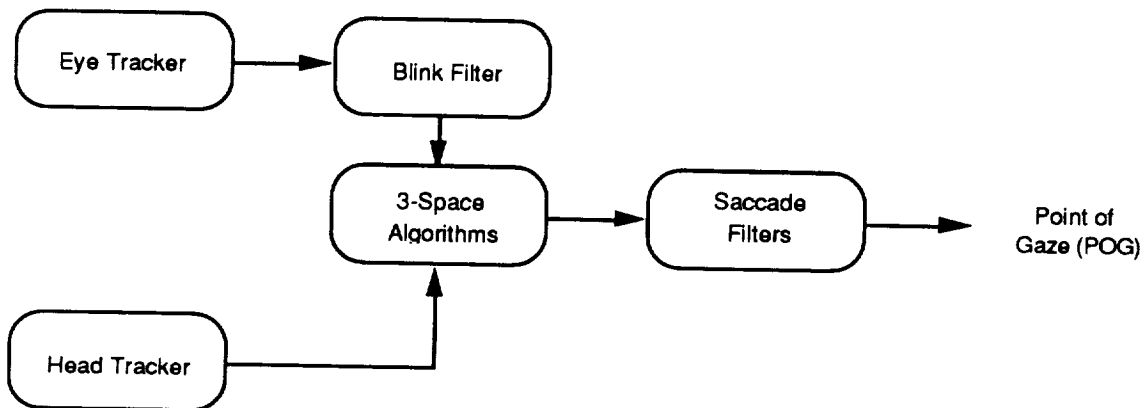 Eye Tracker
Blink Filter
3-Space
Algorithms
Saccade
Filters
Point of
Gaze (POG)
Head Tracker